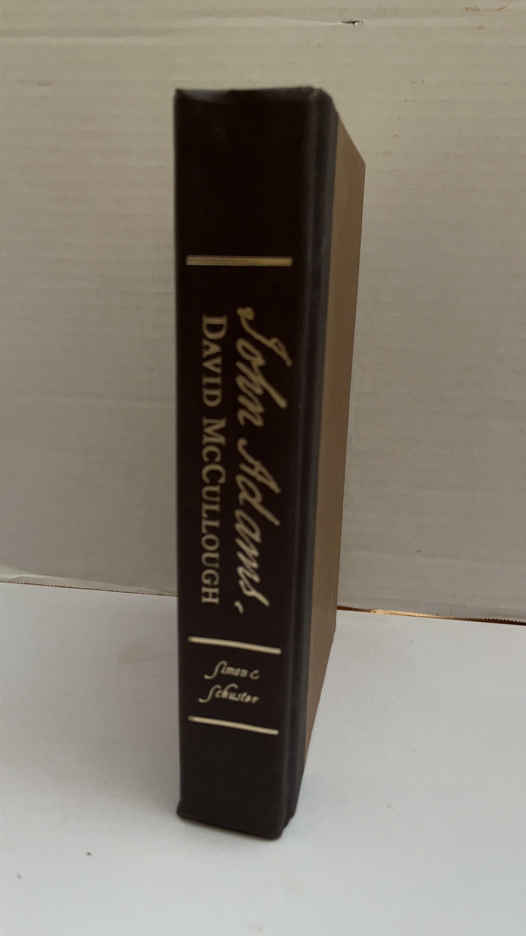 John Adams.
DAVID MCCULLOUGH
Simon &
Schuster